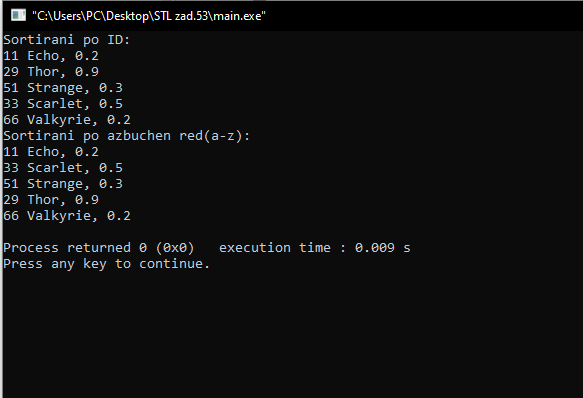 "C:\Users\PC\Desktop\STL zad.53\main.exe"
Sortirani po ID:
11 Echo, 0.2
29 Thor, 0.9
51 Strange, 0.3
33 Scarlet, 0.5
66 Valkyrie, 0.2
Sortirani po azbuchen red(a-z):
11 Echo, 0.2
33 Scarlet, 0.5
51 Strange, 0.3
29 Thor, 0.9
66 Valkyrie, 0.2
Process returned 0 (0x0)   execution time : 0.009 s
Press any key to continue.